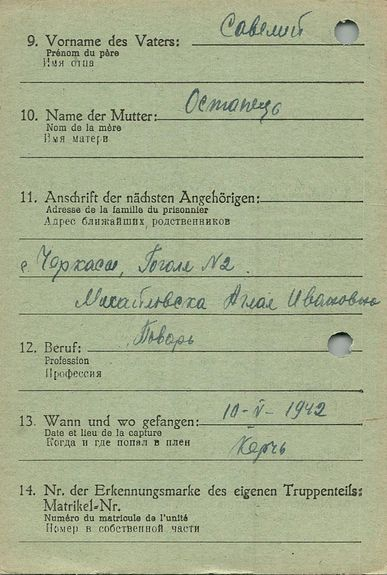 9. Vorname des Vaters: Савелий
Prénom du père
Имя отца
10. Name der Mutter: Остапець
Nom de la mère
Имя матери
11. Anschrift der nächsten Angehörigen:
Adresse de la famille du prisonnier
Адрес ближайших родственников
г. Черкасы, Гоголя N2
Михайловска Ивановна
12. Beruf: Поварь
Profession
Профессия
13. Wann und wo gefangen: 10-V-1942
Date et lieu de la capture
Когда и где попал в плен Керчь
14. Nr. der Erkennungsmarke des eigenen Truppenteils:
Matrikel-Nr.
Numéro du matricule de l'unité
Номер в собственной части